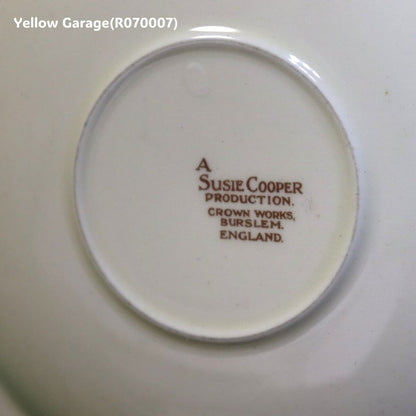 Yellow Garage(R070007)
A
SUSIE COOPER
PRODUCTION.
CROWN WORKS,
BURSLEM.
ENGLAND.